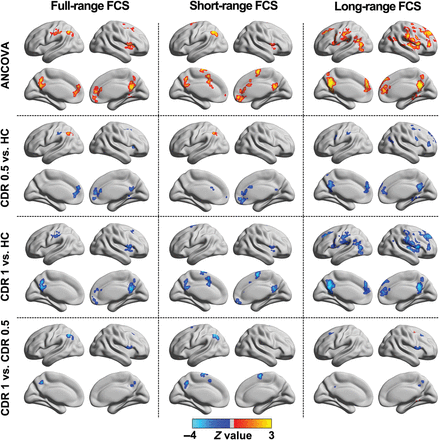 Full-range FCS Short-range FCS Long-range FCS
ANCOVA
CDR 0.5 vs. HC
CDR 1 vs. HC
CDR 1 vs. CDR 0.5
−4 Z value 3